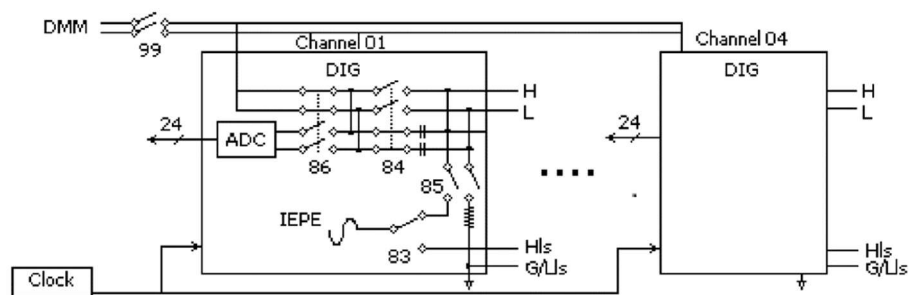 DMM
99
Channel 01
Channel 04
DIG
DIG
H
L
H
L
24
ADC
86
84
24
85
IEPE
83
HIs
G/LIs
HIs
G/LIs
Clock